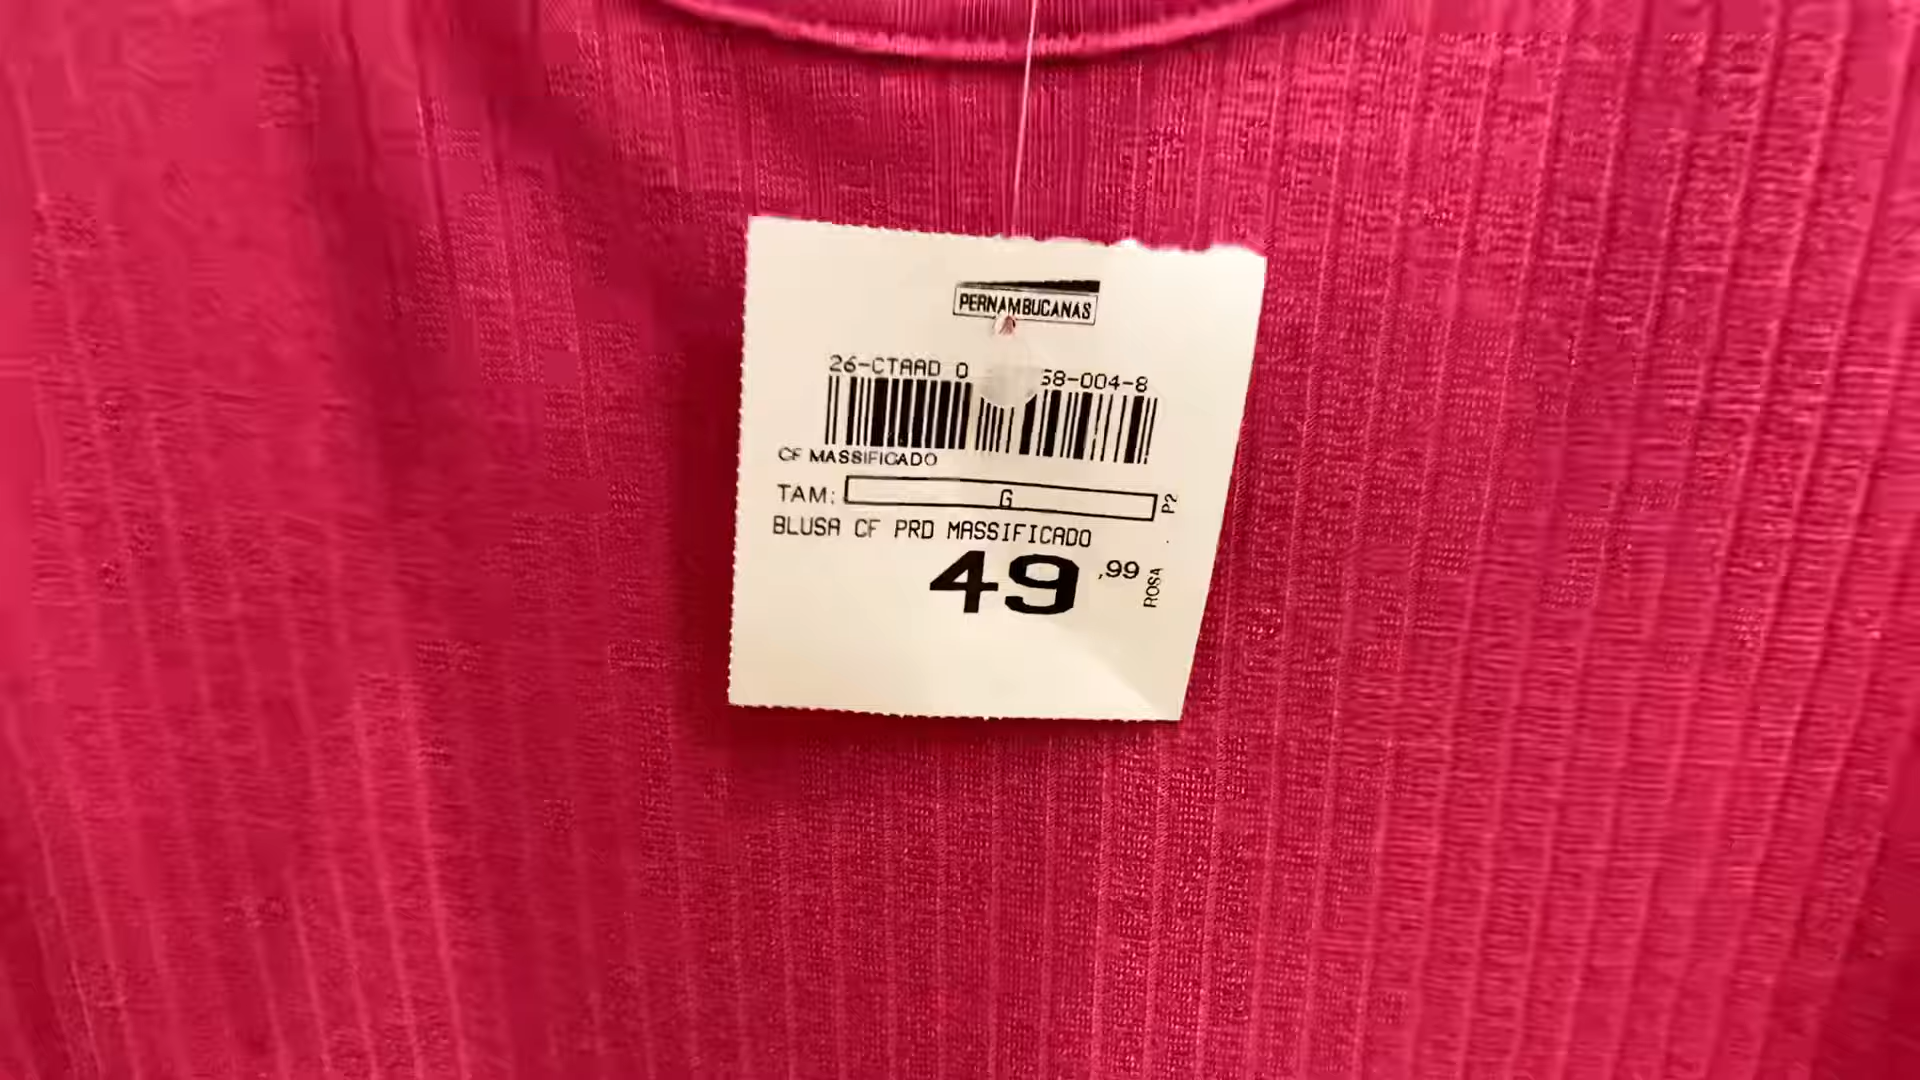 PERNAMBUCANAS
26-CTAAD 0 58-004-8
CF MASSIFICADO
TAM: G P2
BLUSA CF PRD MASSIFICADO
49,99 ROSA